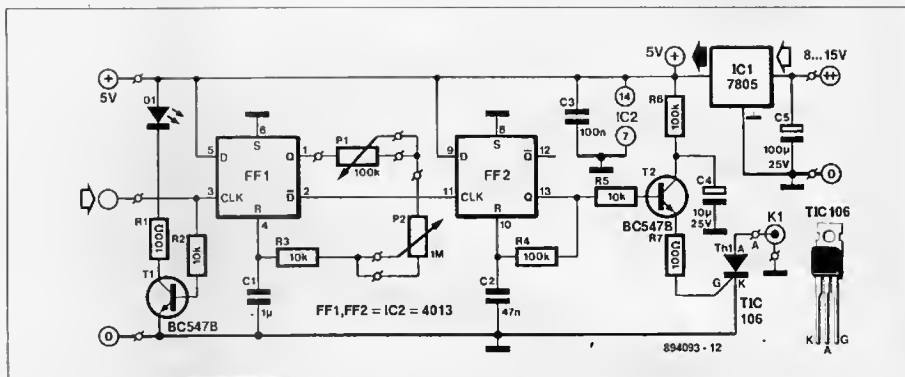 5V
+
8...15V
++
IC1
7805
D1
R1
100Ω
R2
10k
T1
BC547B
5
D
6
S
Q
1
FF1
3
CLK
2
R
4
P1
100k
P2
1M
R3
10k
C1
1µ
FF1,FF2 = IC2 = 4013
9
D
8
S
12
FF2
11
CLK
Q
13
R
10
R4
100k
C2
47n
C3
100n
14
IC2
7
5V
+
R6
100k
R5
10k
T2
BC547B
C4
10µ
25V
R7
100Ω
C5
100µ
25V
0
0
Th1
A
G
K
TIC
106
K1
A
TIC106
K
A
G
894093 - 12